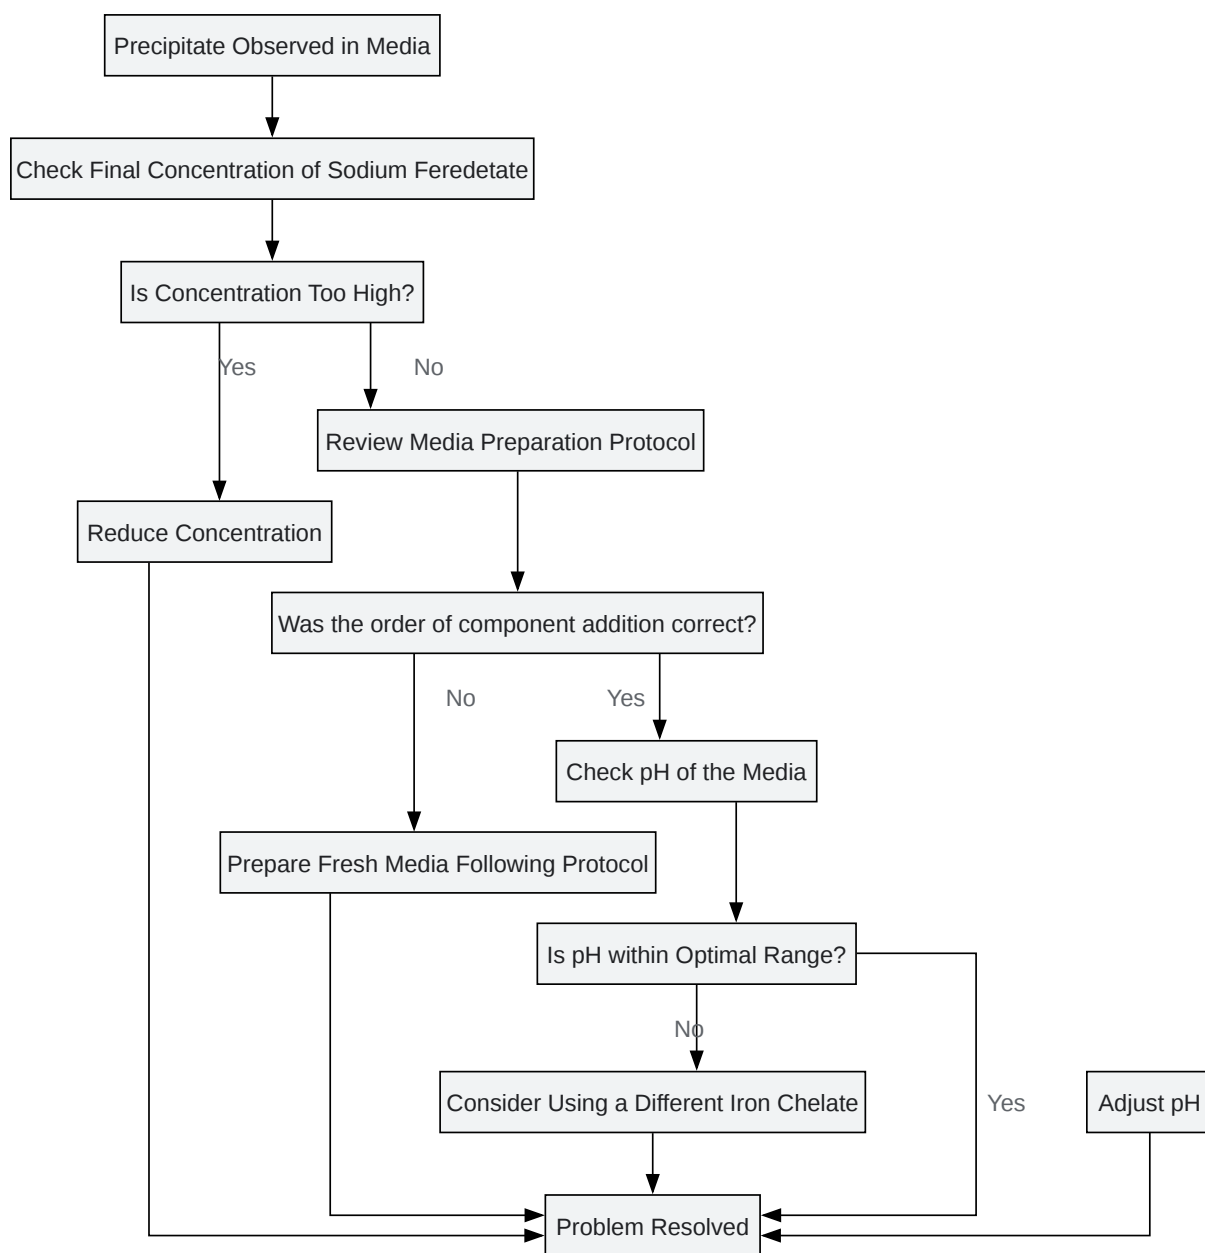 Precipitate Observed in Media
Check Final Concentration of Sodium Feredetate
Is Concentration Too High?
Yes
No
Review Media Preparation Protocol
Reduce Concentration
Was the order of component addition correct?
No
Yes
Check pH of the Media
Prepare Fresh Media Following Protocol
Is pH within Optimal Range?
No
Consider Using a Different Iron Chelate
Yes
Adjust pH
Problem Resolved